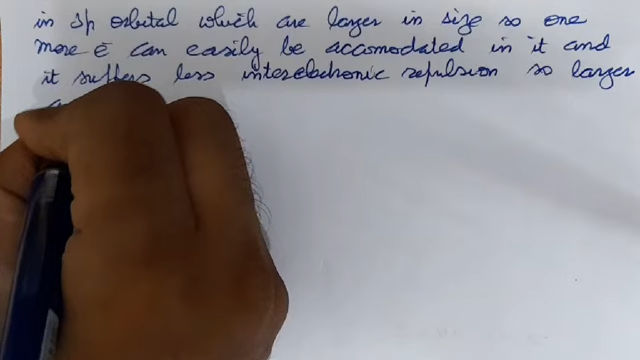 in 3p orbital which are larger in size so one
more e̅ can easily be accomodated in it and
it suffers less interelectronic repulsion so larger